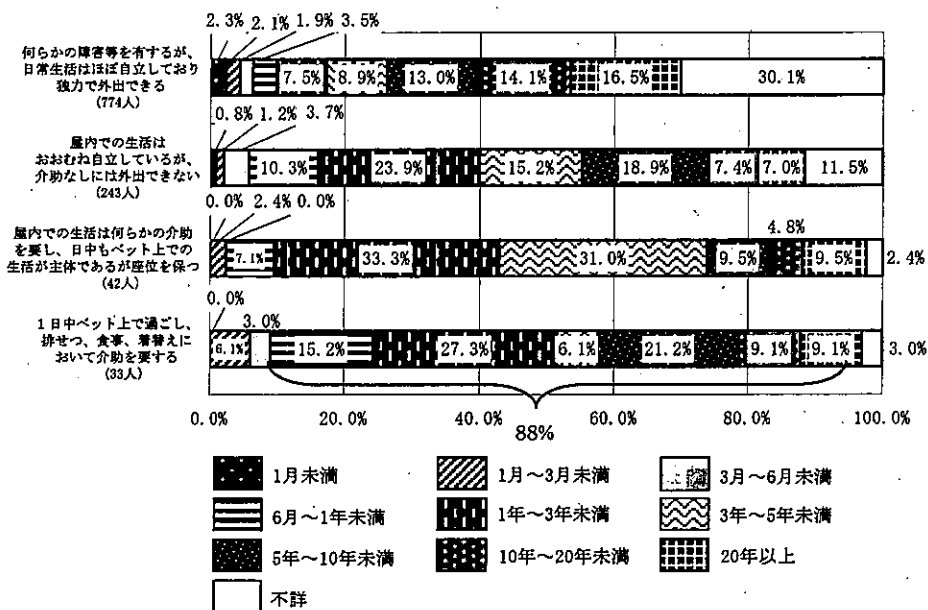 2.3% 2.1% 1.9% 3.5%
何らかの障害等を有するが、
日常生活はほぼ自立しており
独力で外出できる
(774人)
7.5% 8.9% 13.0% 14.1% 16.5% 30.1%
0.8% 1.2% 3.7%
屋内での生活は
おおむね自立しているが、
介助なしには外出できない
(243人)
10.3% 23.9% 15.2% 18.9% 7.4% 7.0% 11.5%
0.0% 2.4% 0.0%
4.8%
屋内での生活は何らかの介助
を要し、日中もベット上での
生活が主体であるが座位を保つ
(42人)
7.1% 33.3% 31.0% 9.5% 9.5% 2.4%
0.0%
3.0%
1日中ベット上で過ごし、
排せつ、食事、着替えに
おいて介助を要する
(33人)
6.1% 15.2% 27.3% 6.1% 21.2% 9.1% 9.1% 3.0%
0.0% 20.0% 40.0% 60.0% 80.0% 100.0%
88%
1月未満 1月～3月未満 3月～6月未満
6月～1年未満 1年～3年未満 3年～5年未満
5年～10年未満 10年～20年未満 20年以上
不詳